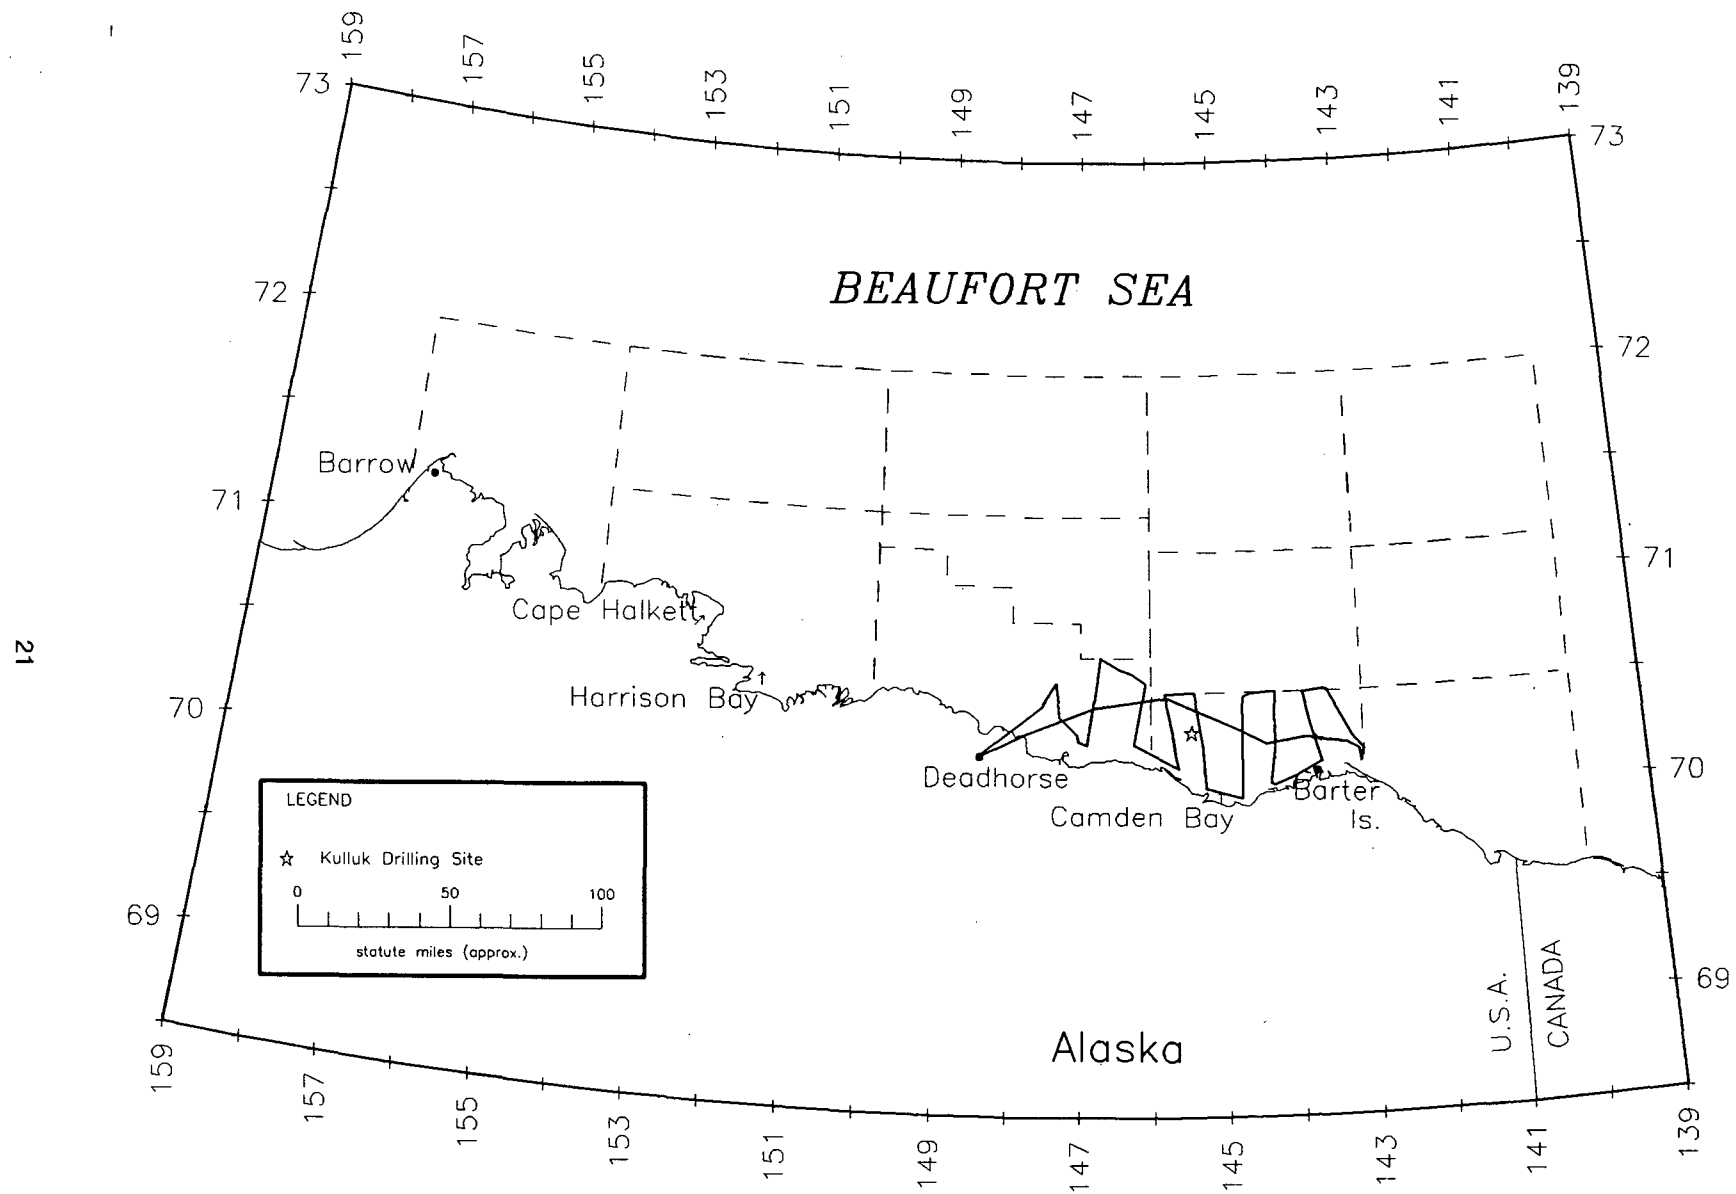 159
157
155
153
151
149
147
145
143
141
139
73
73
BEAUFORT SEA
72
72
Barrow
71
71
Cape Halkett
21
Harrison Bay
70
70
Deadhorse
Camden Bay
Barter
Is.
LEGEND
Kulluk Drilling Site
0 50 100
statute miles (approx.)
69
69
U.S.A.
CANADA
Alaska
159
157
155
153
151
149
147
145
143
141
139